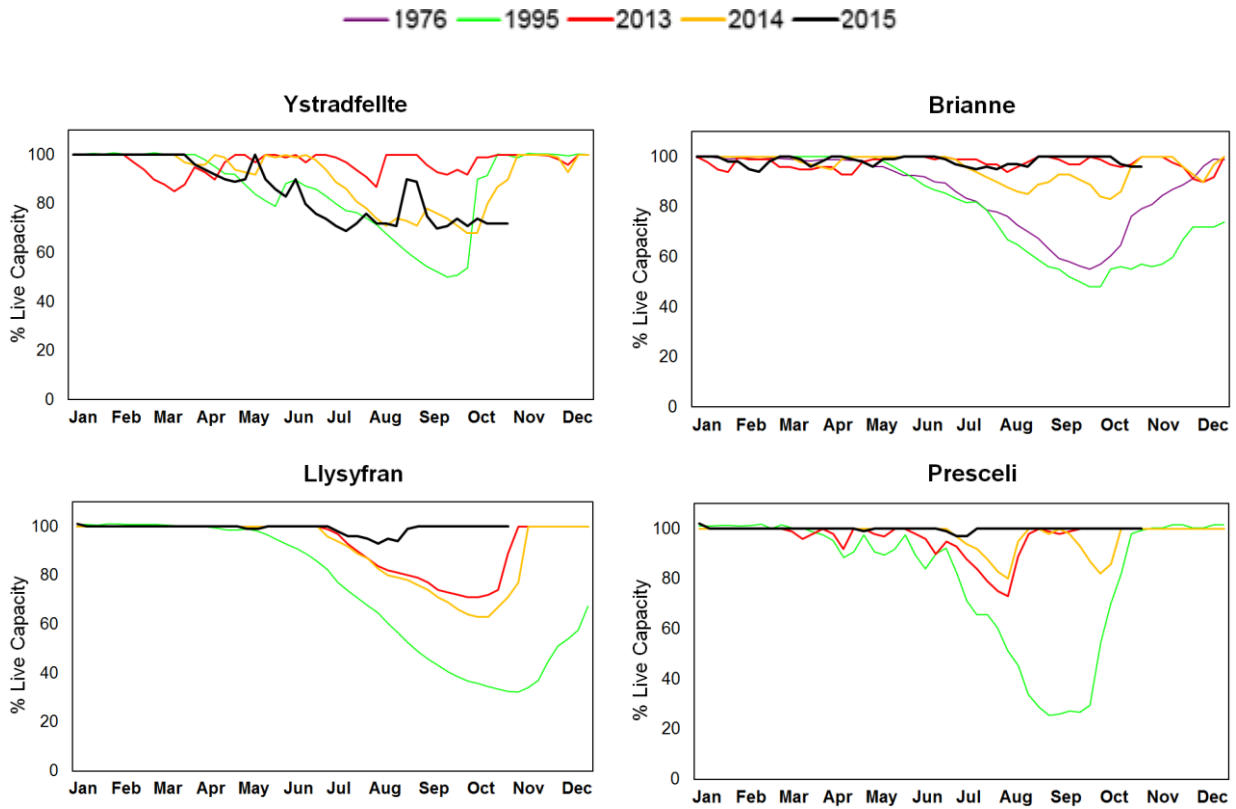 1976 1995 2013 2014 2015
Ystradfellte
% Live Capacity
100
80
60
40
20
0
Jan Feb Mar Apr May Jun Jul Aug Sep Oct Nov Dec
Brianne
% Live Capacity
100
80
60
40
20
0
Jan Feb Mar Apr May Jun Jul Aug Sep Oct Nov Dec
Llysyfran
% Live Capacity
100
80
60
40
20
0
Jan Feb Mar Apr May Jun Jul Aug Sep Oct Nov Dec
Presceli
% Live Capacity
100
80
60
40
20
0
Jan Feb Mar Apr May Jun Jul Aug Sep Oct Nov Dec